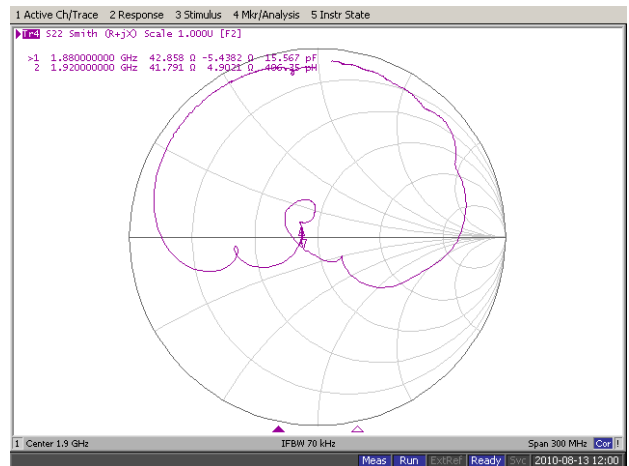 1 Active Ch/Trace 2 Response 3 Stimulus 4 Mkr/Analysis 5 Instr State
Tr4 S22 Smith (R+jX) Scale 1.000U [F2]
>1 1.880000000 GHz 42.858 Ω -5.4382 Ω 15.567 pF
2 1.920000000 GHz 41.791 Ω 4.9021 Ω 406.35 pH
1 Center 1.9 GHz IFBW 70 kHz Span 300 MHz Cor !
Meas Run ExtRef Ready Svc 2010-08-13 12:00